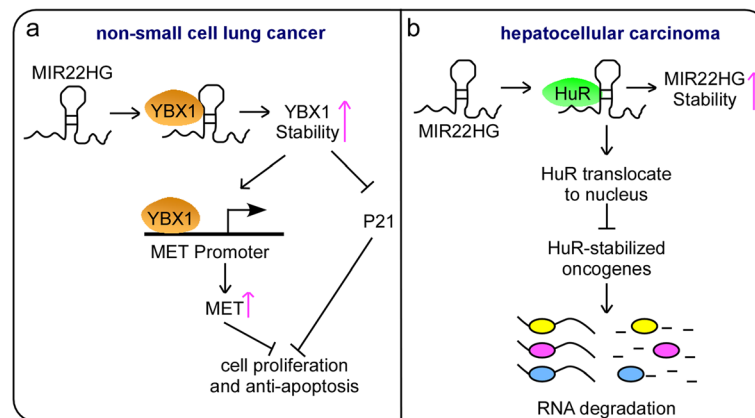 a
non-small cell lung cancer
MIR22HG
YBX1
YBX1
Stability
YBX1
MET Promoter
P21
MET
cell proliferation
and anti-apoptosis
b
hepatocellular carcinoma
MIR22HG
HuR
MIR22HG
Stability
HuR translocate
to nucleus
HuR-stabilized
oncogenes
RNA degradation